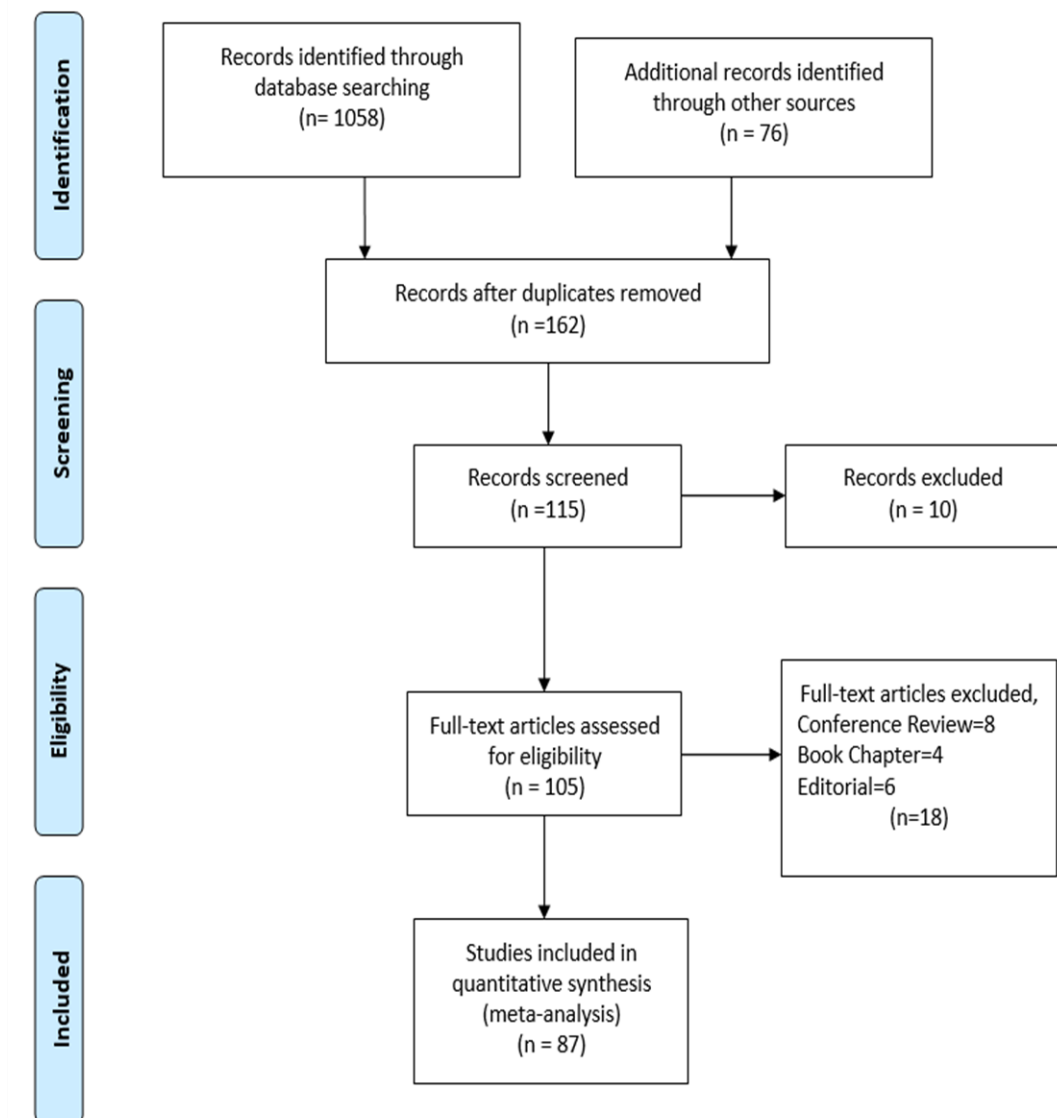 Identification
Records identified through
database searching
(n= 1058)
Additional records identified
through other sources
(n = 76)
Records after duplicates removed
(n =162)
Screening
Records screened
(n =115)
Records excluded
(n = 10)
Eligibility
Full-text articles assessed
for eligibility
(n = 105)
Full-text articles excluded,
Conference Review=8
Book Chapter=4
Editorial=6
(n=18)
Included
Studies included in
quantitative synthesis
(meta-analysis)
(n = 87)